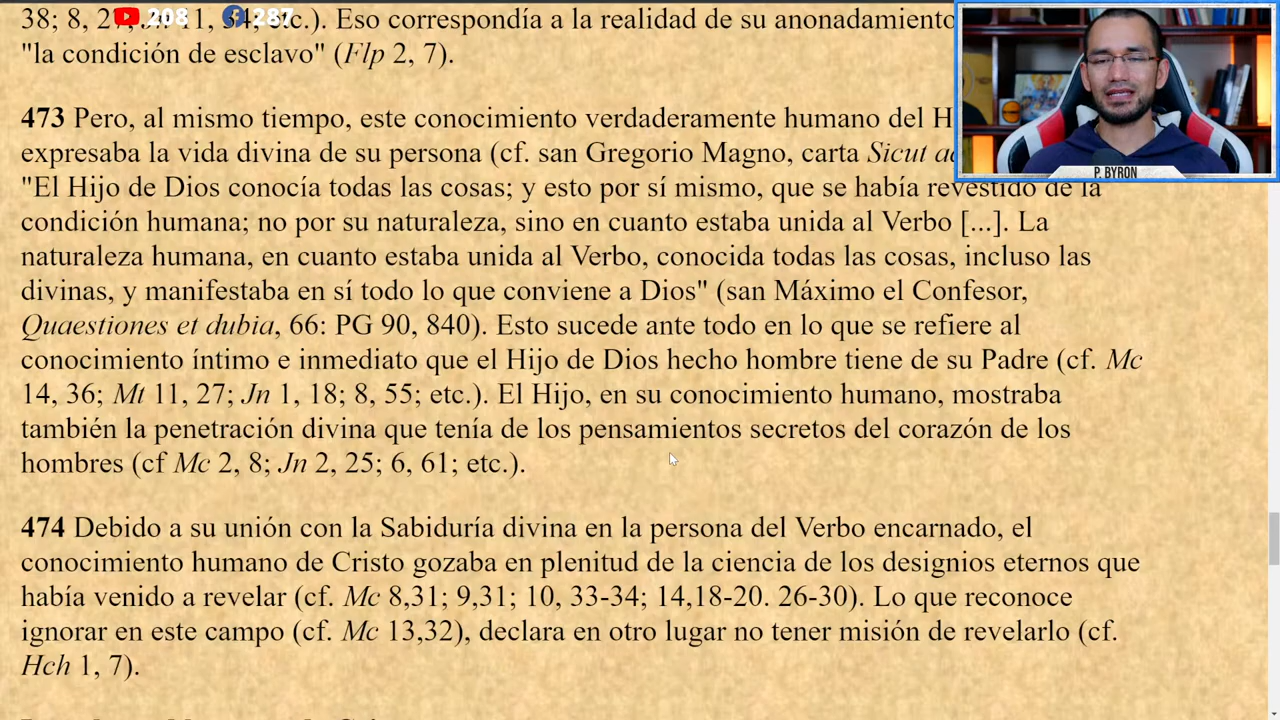 38; 8, 27; Jn 11, 34; etc.). Eso correspondía a la realidad de su anonadamiento
208
287
"la condición de esclavo" (Flp 2, 7).
473 Pero, al mismo tiempo, este conocimiento verdaderamente humano del H
expresaba la vida divina de su persona (cf. san Gregorio Magno, carta Sicut
"El Hijo de Dios conocía todas las cosas; y esto por sí mismo, que se había revestido de la
condición humana; no por su naturaleza, sino en cuanto estaba unida al Verbo [...]. La
naturaleza humana, en cuanto estaba unida al Verbo, conocida todas las cosas, incluso las
divinas, y manifestaba en sí todo lo que conviene a Dios" (san Máximo el Confesor,
Quaestiones et dubia, 66: PG 90, 840). Esto sucede ante todo en lo que se refiere al
conocimiento íntimo e inmediato que el Hijo de Dios hecho hombre tiene de su Padre (cf. Mc
14, 36; Mt 11, 27; Jn 1, 18; 8, 55; etc.). El Hijo, en su conocimiento humano, mostraba
también la penetración divina que tenía de los pensamientos secretos del corazón de los
hombres (cf Mc 2, 8; Jn 2, 25; 6, 61; etc.).
474 Debido a su unión con la Sabiduría divina en la persona del Verbo encarnado, el
conocimiento humano de Cristo gozaba en plenitud de la ciencia de los designios eternos que
había venido a revelar (cf. Mc 8,31; 9,31; 10, 33-34; 14,18-20. 26-30). Lo que reconoce
ignorar en este campo (cf. Mc 13,32), declara en otro lugar no tener misión de revelarlo (cf.
Hch 1, 7).
P. BYRON